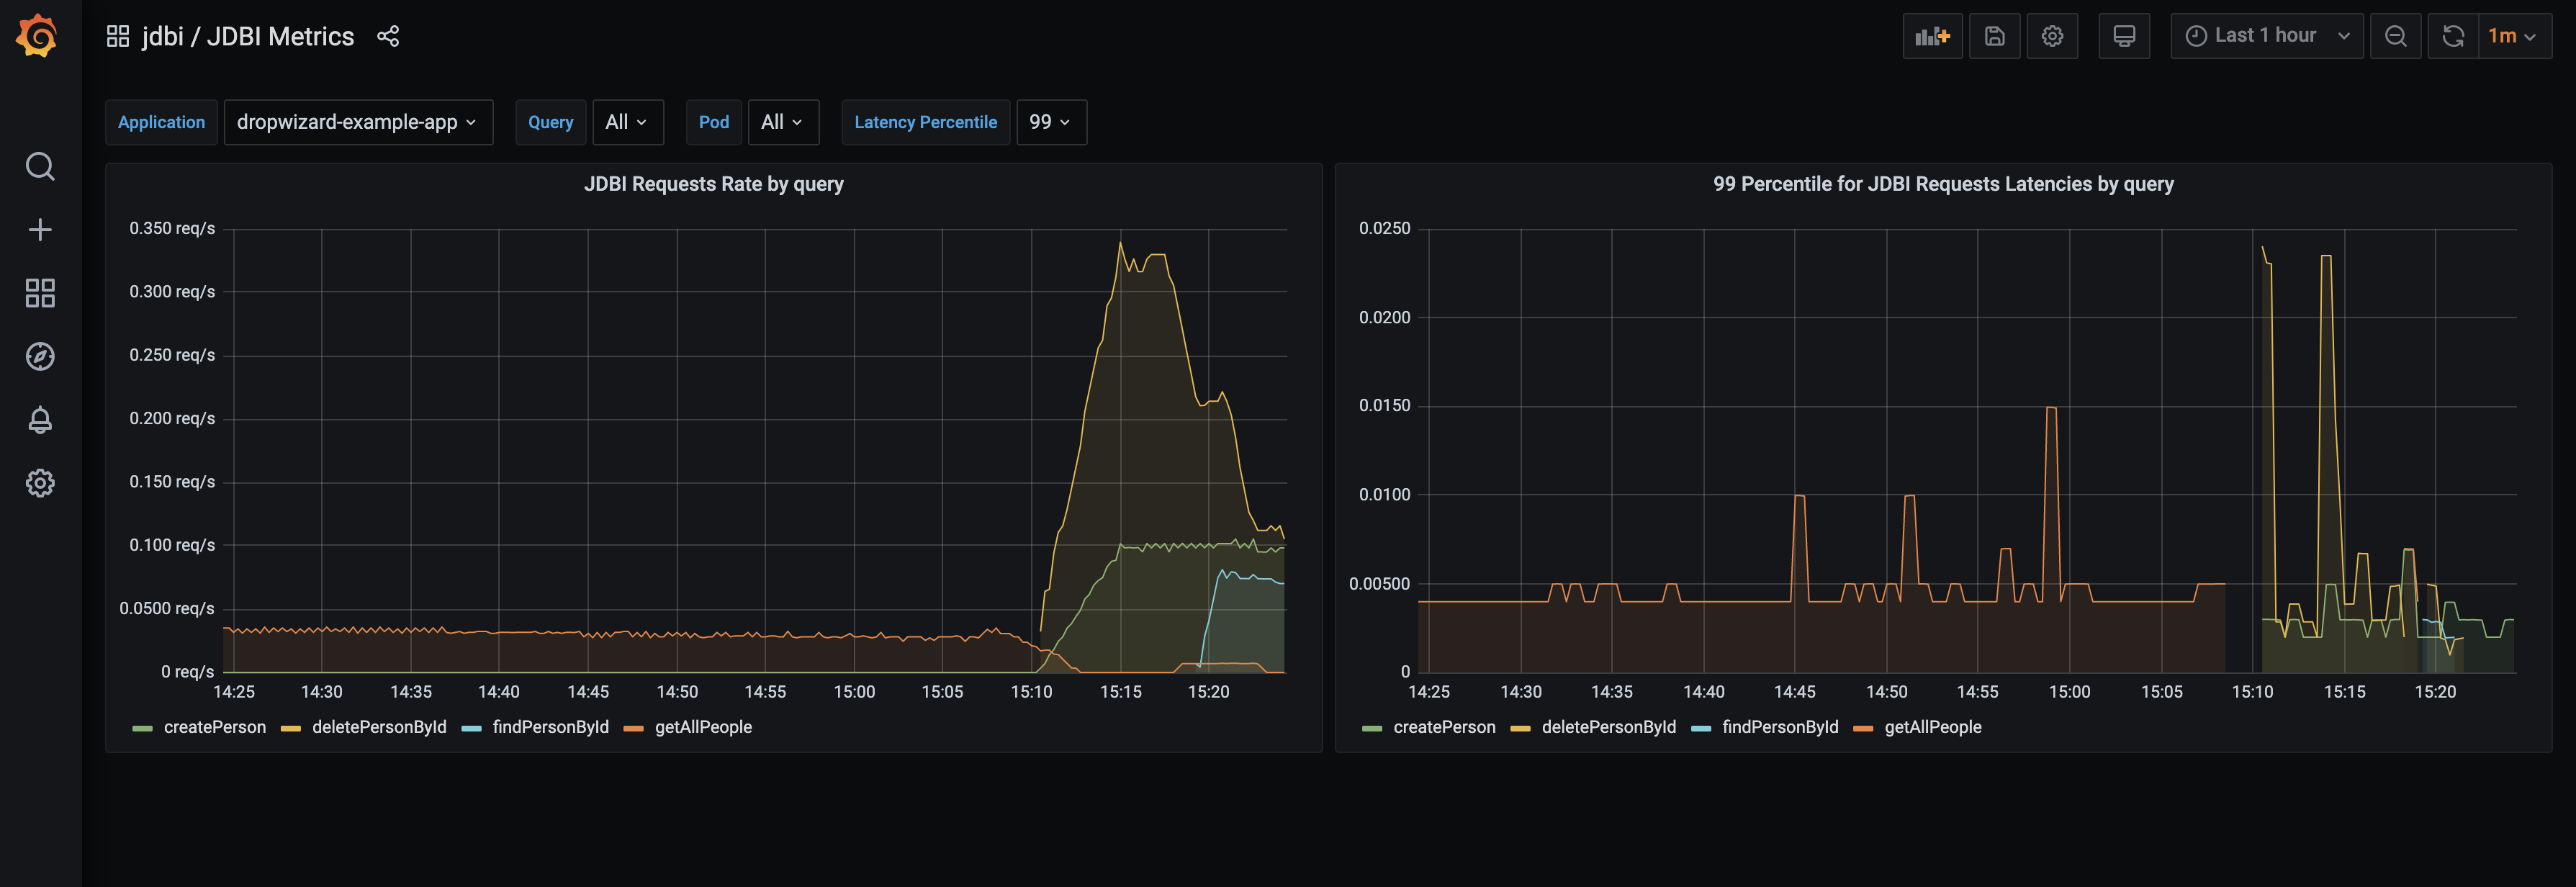 jdbi / JDBI Metrics
Last 1 hour
1m
Application dropwizard-example-app Query All Pod All Latency Percentile 99
JDBI Requests Rate by query
0.350 req/s
0.300 req/s
0.250 req/s
0.200 req/s
0.150 req/s
0.100 req/s
0.0500 req/s
0 req/s
14:25 14:30 14:35 14:40 14:45 14:50 14:55 15:00 15:05 15:10 15:15 15:20
createPerson deletePersonById findPersonById getAllPeople
99 Percentile for JDBI Requests Latencies by query
0.0250
0.0200
0.0150
0.0100
0.00500
0
14:25 14:30 14:35 14:40 14:45 14:50 14:55 15:00 15:05 15:10 15:15 15:20
createPerson deletePersonById findPersonById getAllPeople